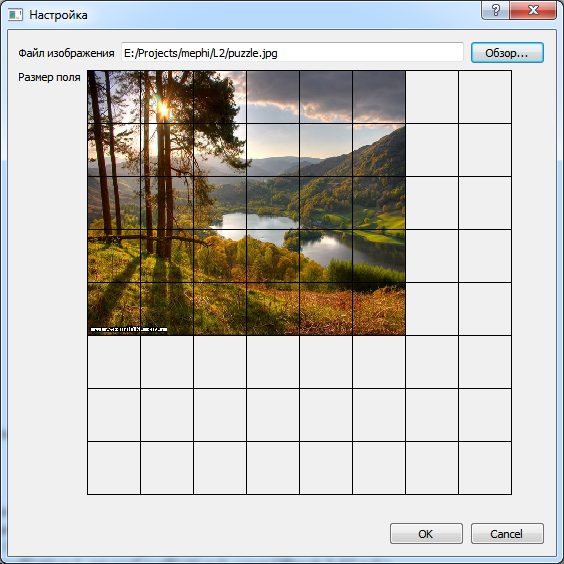 Настройка
?
Файл изображения E:/Projects/mephi/L2/puzzle.jpg Обзор...
Размер поля
OK Cancel